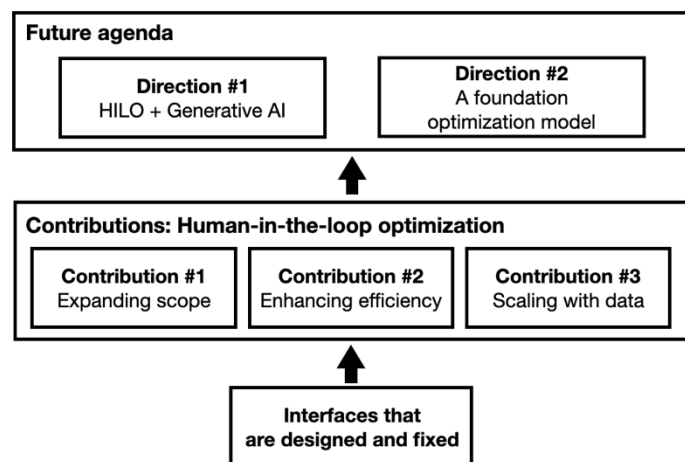 Future agenda
Direction #1
HILO + Generative AI
Direction #2
A foundation
optimization model
Contributions: Human-in-the-loop optimization
Contribution #1
Expanding scope
Contribution #2
Enhancing efficiency
Contribution #3
Scaling with data
Interfaces that
are designed and fixed